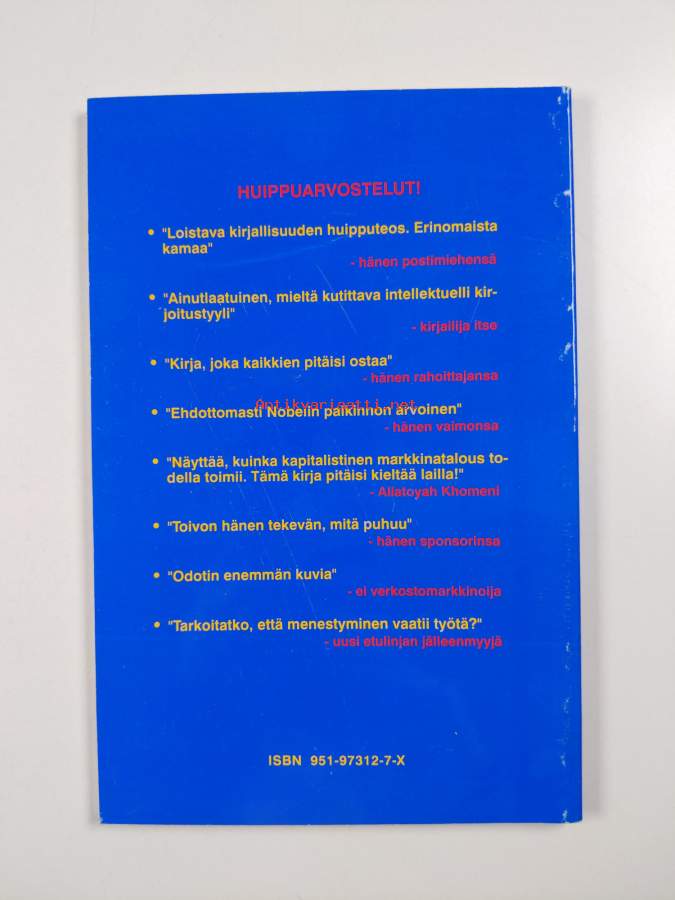 HUIPPUARVOSTELUT!
• "Loistava kirjallisuuden huipputeos. Erinomaista
kamaa"
- hänen postimiehensä
• "Ainutlaatuinen, mieltä kutittava intellektuelli kir-
joitustyyli"
- kirjailija itse
• "Kirja, joka kaikkien pitäisi ostaa"
- hänen rahoittajansa
Antikvariaatti.net
• "Ehdottomasti Nobelin palkinnon arvoinen"
- hänen vaimonsa
• "Näyttää, kuinka kapitalistinen markkinatalous to-
della toimii. Tämä kirja pitäisi kieltää lailla!"
- Aliatoyah Khomeni
• "Toivon hänen tekevän, mitä puhuu"
- hänen sponsorinsa
• "Odotin enemmän kuvia"
- ei verkostomarkkinoija
• "Tarkoitatko, että menestyminen vaatii työtä?"
- uusi etulinjan jälleenmyyjä
ISBN 951-97312-7-X